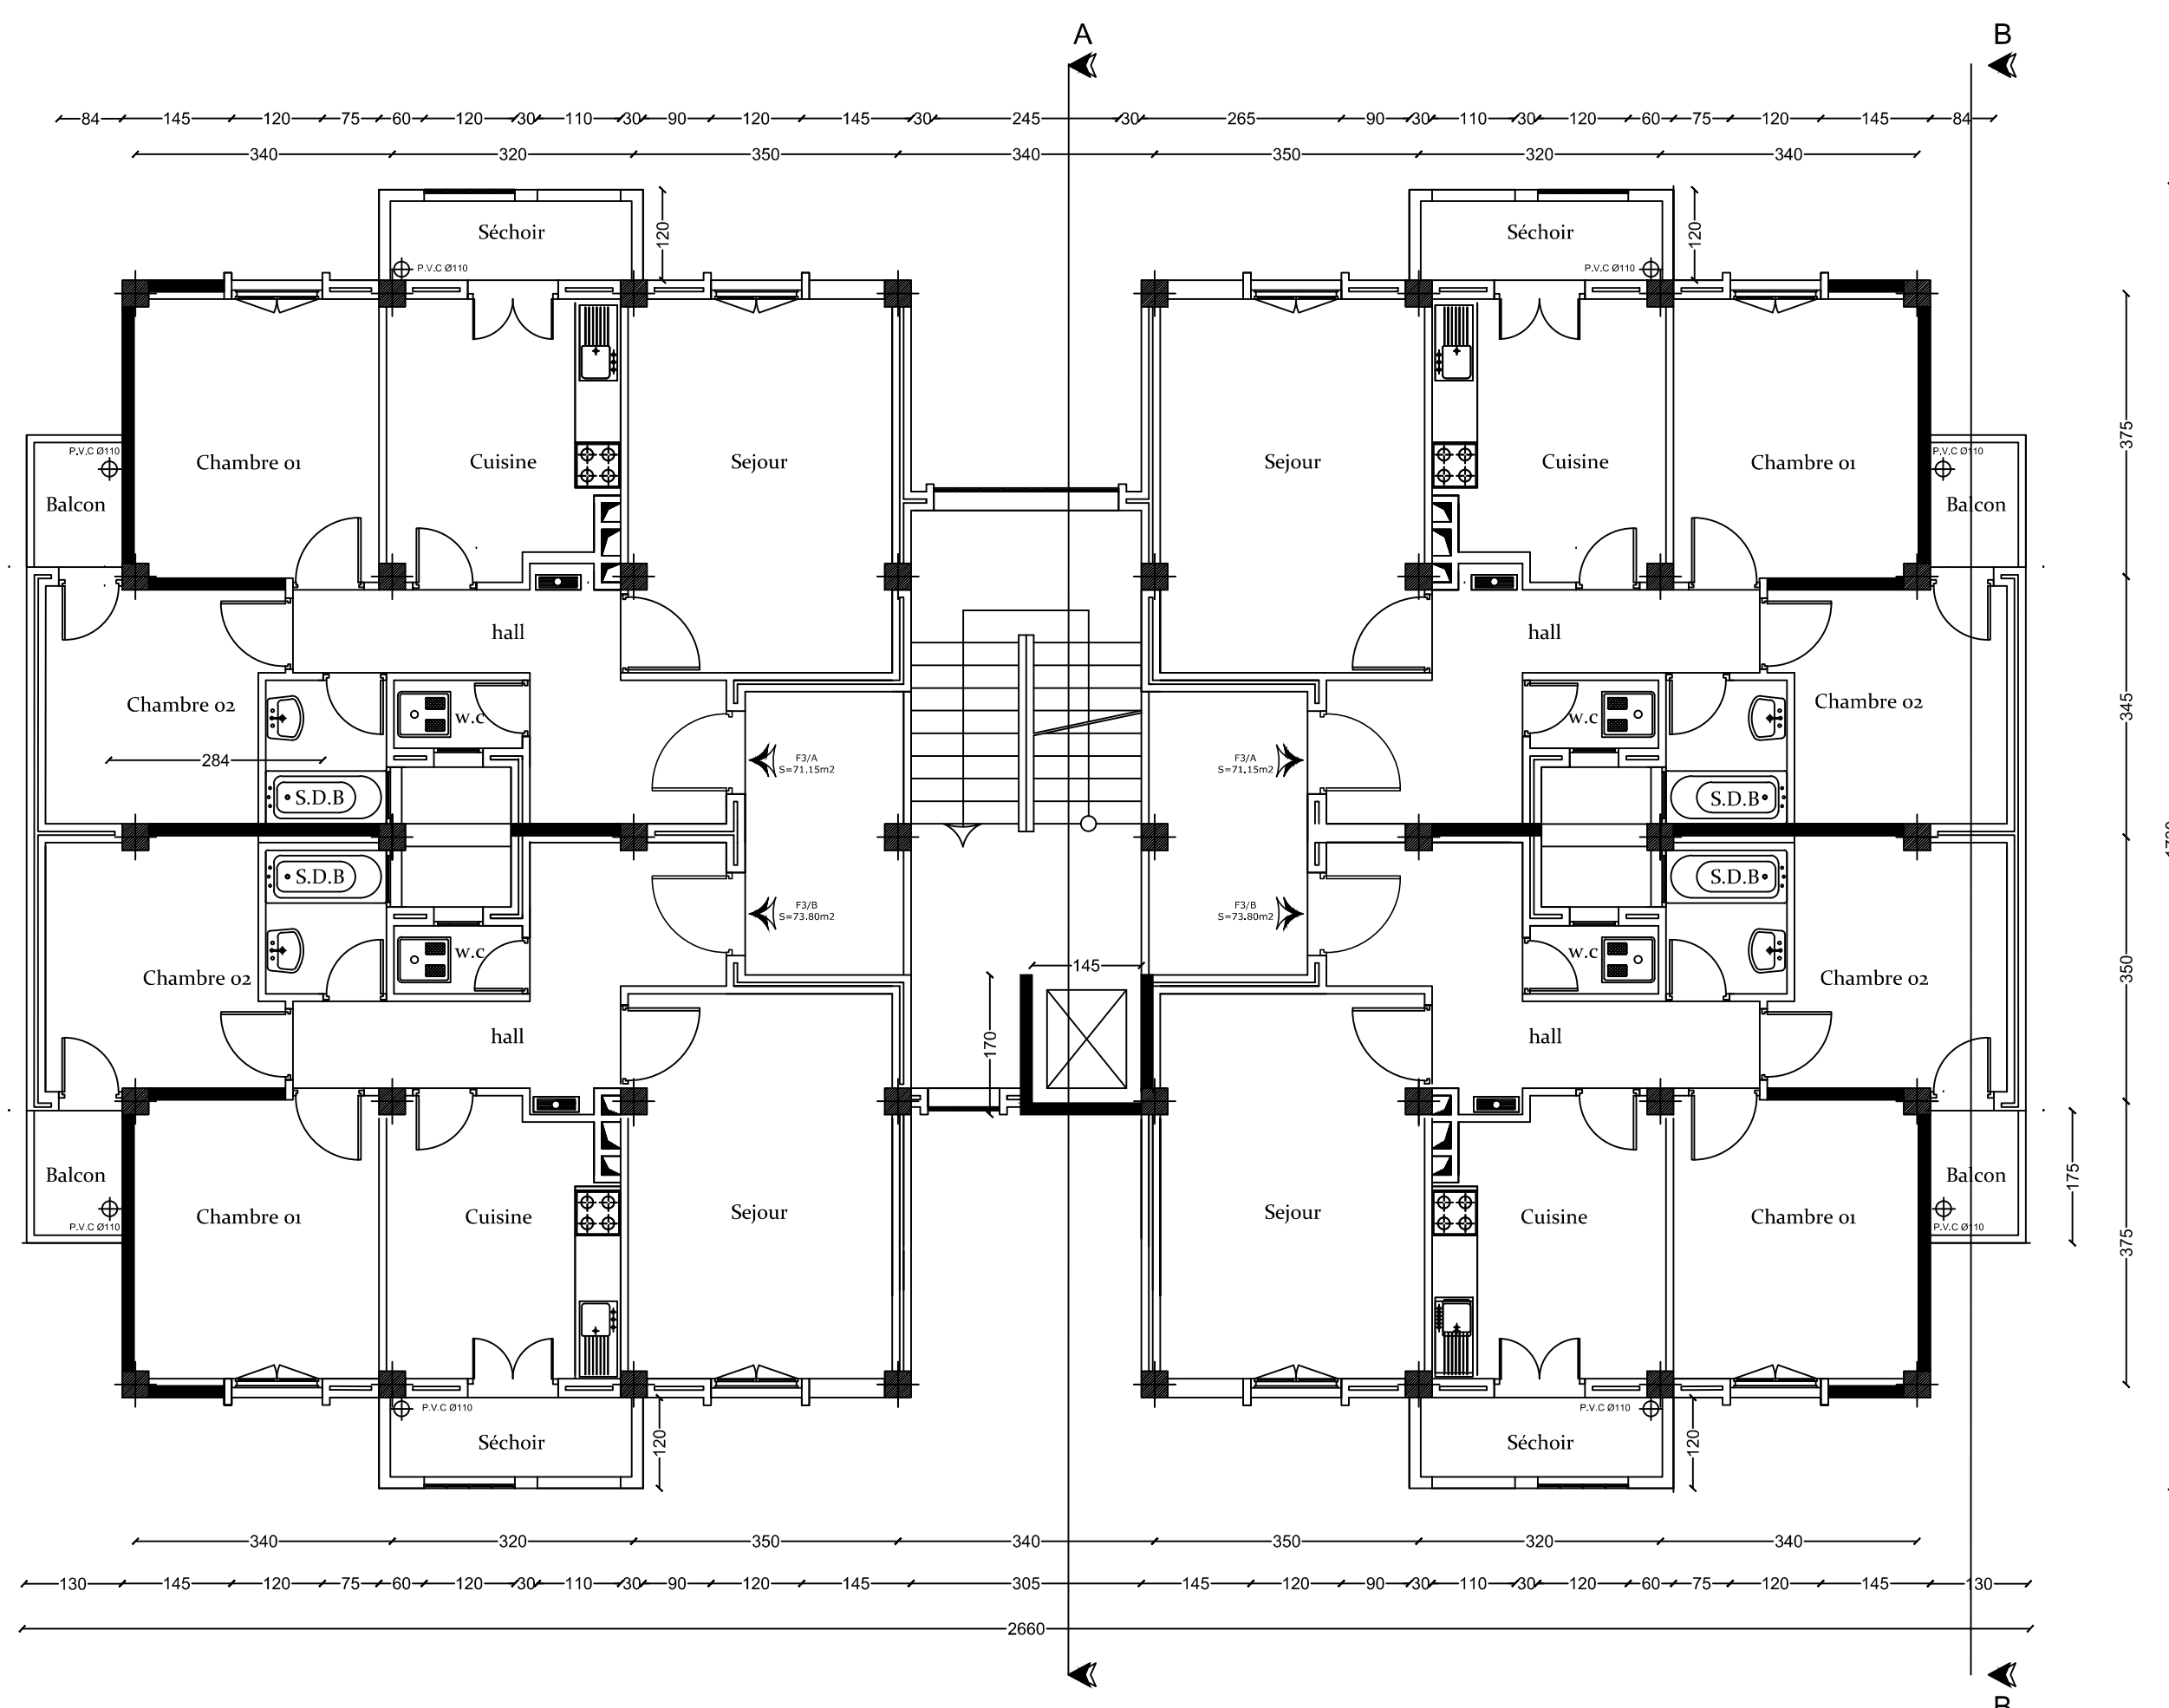 A
B
84 145 120 75 60 120 30 110 30 90 120 145 30 245 30 265 90 30 110 30 120 60 75 120 145 84
340 320 350 340 350 320 340
Séchoir 120 Séchoir 120
P.V.C Ø110 P.V.C Ø110
P.V.C Ø110 P.V.C Ø110
Chambre 01 Cuisine Sejour Sejour Cuisine Chambre 01
375
Balcon Balcon
hall hall
Chambre 02 w.c w.c Chambre 02
345
284
F3/A F3/A
S=71.15m2 S=71.15m2
S.D.B S.D.B
S.D.B S.D.B
F3/B F3/B
S=73.80m2 S=73.80m2
w.c w.c
145
350
Chambre 02 Chambre 02
hall hall
170
Balcon Balcon
175
Chambre 01 Cuisine Sejour Sejour Cuisine Chambre 01
P.V.C Ø110 P.V.C Ø110
375
P.V.C Ø110 P.V.C Ø110
Séchoir 120 Séchoir 120
340 320 350 340 350 320 340
130 145 120 75 60 120 30 110 30 90 120 145 305 145 120 90 30 110 30 120 60 75 120 145 130
2660
B